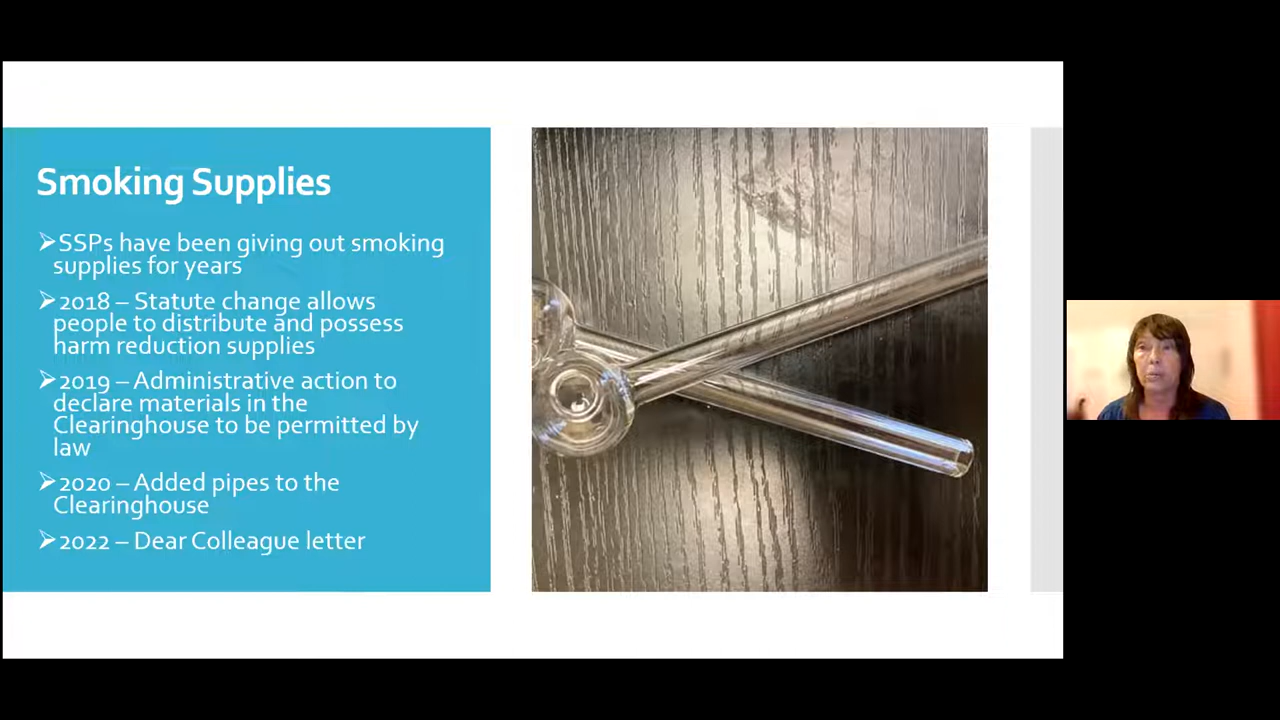 Smoking Supplies
➢SSPs have been giving out smoking
supplies for years
➢2018 – Statute change allows
people to distribute and possess
harm reduction supplies
➢2019 – Administrative action to
declare materials in the
Clearinghouse to be permitted by
law
➢2020 – Added pipes to the
Clearinghouse
➢2022 – Dear Colleague letter